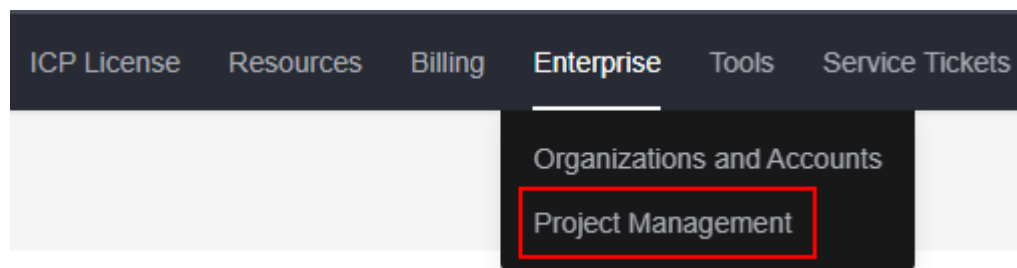 ICP License Resources Billing Enterprise Tools Service Tickets
Organizations and Accounts
Project Management